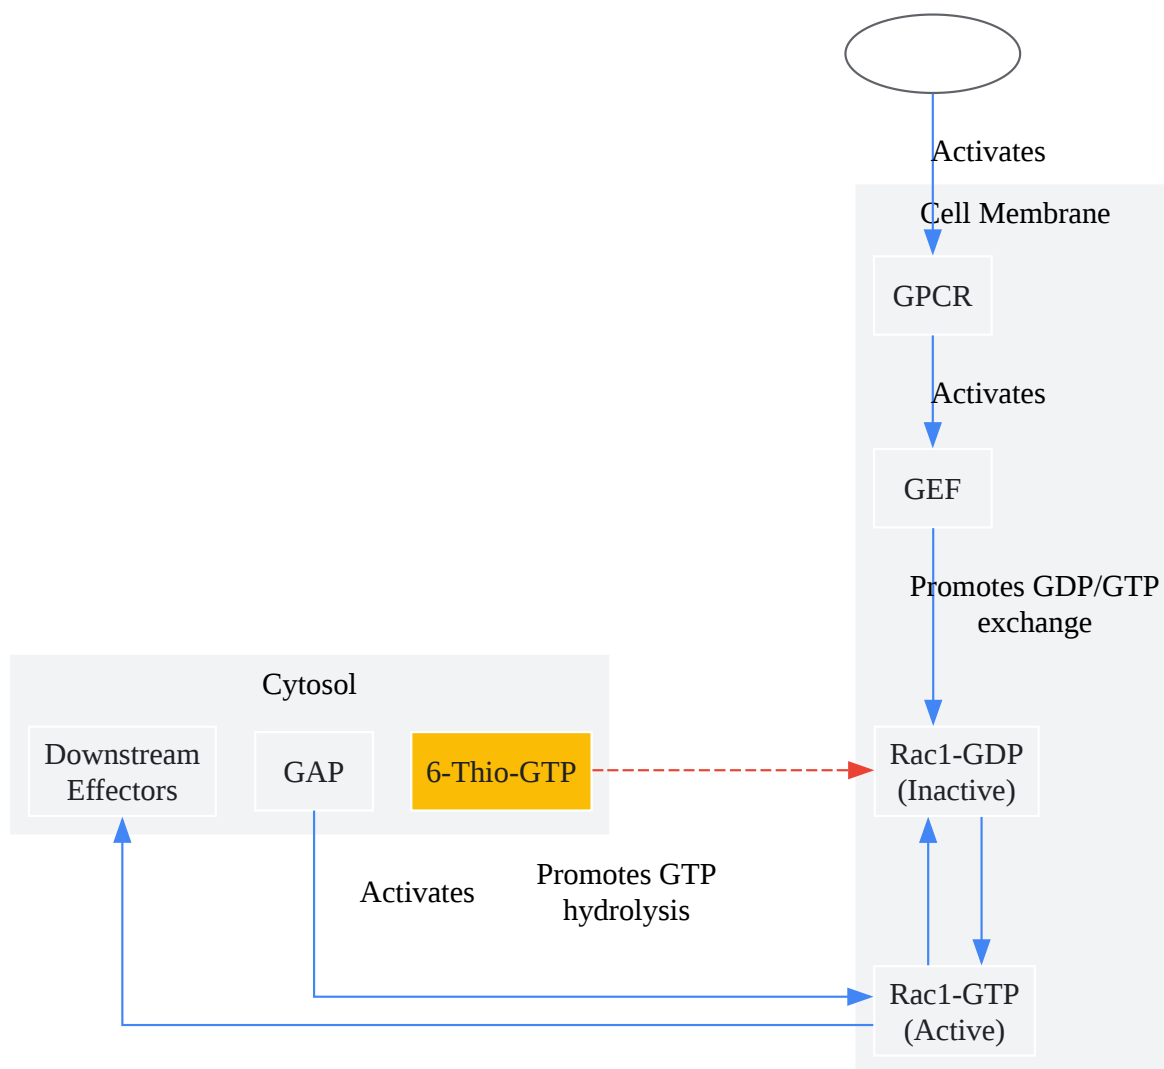 Activates
Cell Membrane
GPCR
Activates
GEF
Promotes GDP/GTP
exchange
Cytosol
Downstream
Effectors
GAP
6-Thio-GTP
Rac1-GDP
(Inactive)
Activates
Promotes GTP
hydrolysis
Rac1-GTP
(Active)